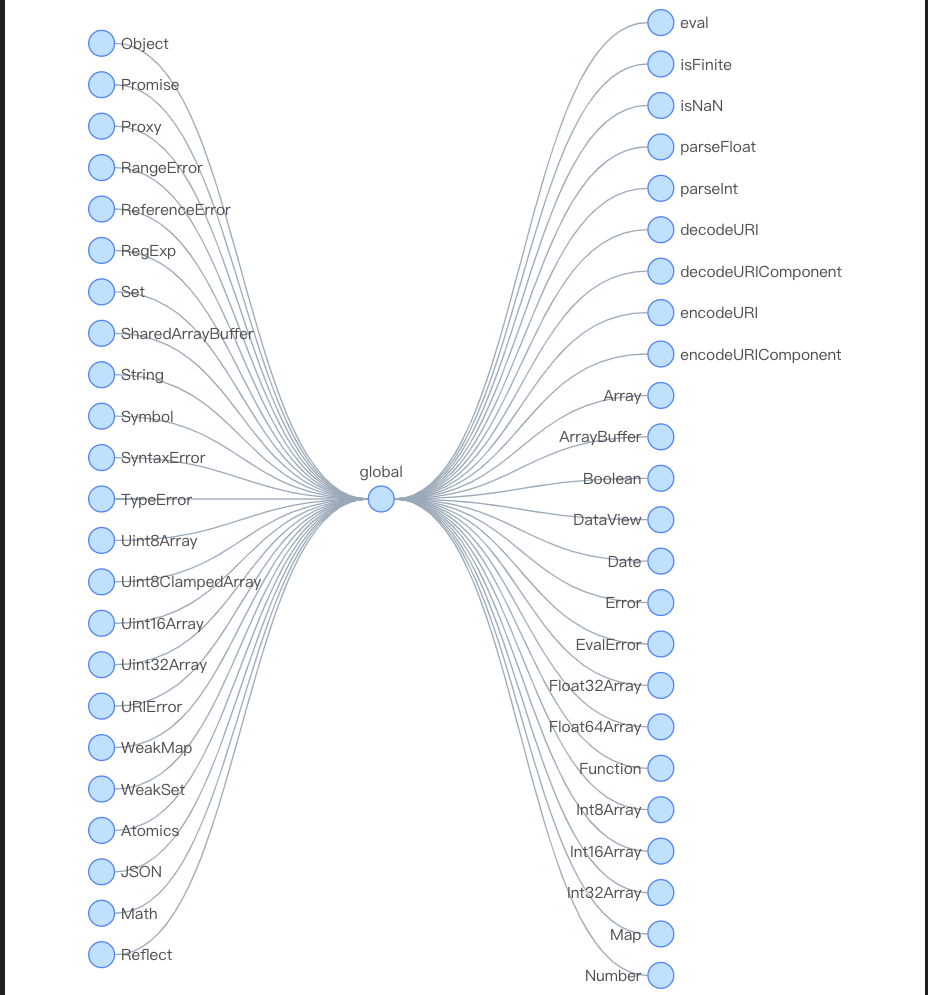 Object
Promise
Proxy
RangeError
ReferenceError
RegExp
Set
SharedArrayBuffer
String
Symbol
SyntaxError
TypeError
Uint8Array
Uint8ClampedArray
Uint16Array
Uint32Array
URIError
WeakMap
WeakSet
Atomics
JSON
Math
Reflect
global
eval
isFinite
isNaN
parseFloat
parseInt
decodeURI
decodeURIComponent
encodeURI
encodeURIComponent
Array
ArrayBuffer
Boolean
DataView
Date
Error
EvalError
Float32Array
Float64Array
Function
Int8Array
Int16Array
Int32Array
Map
Number